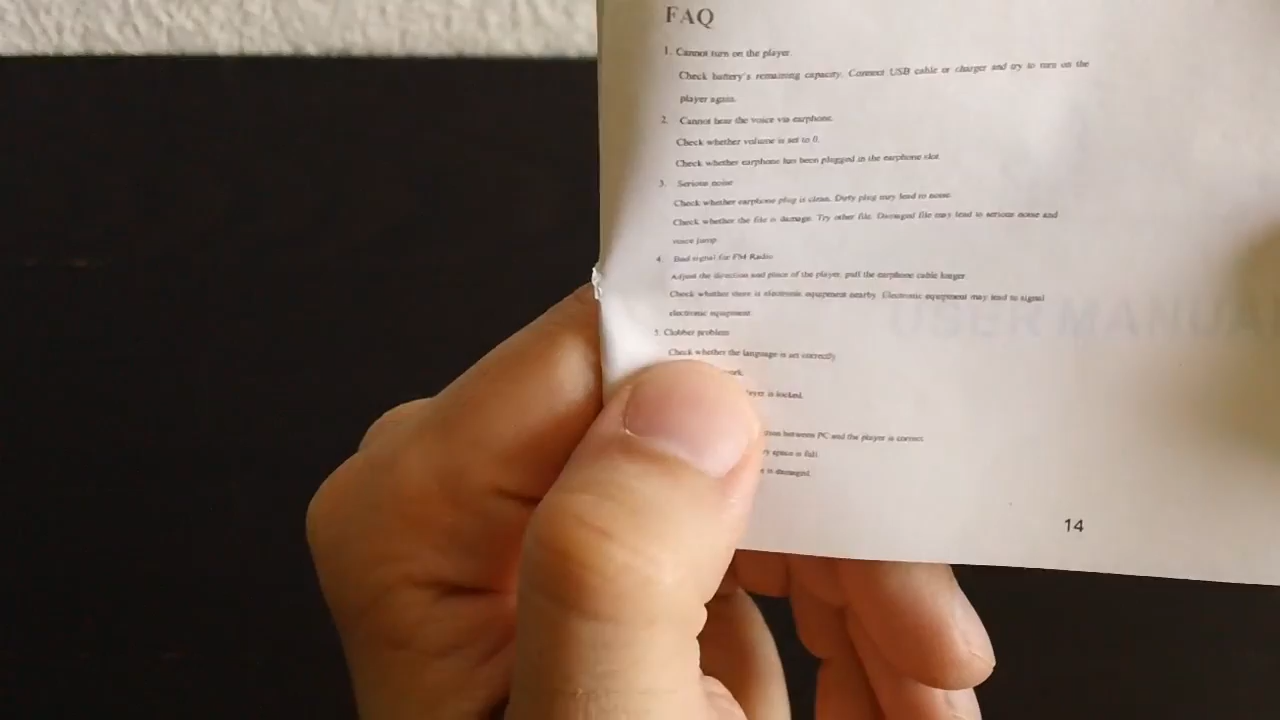 FAQ
1. Cannot turn on the player.
Check battery's remaining capacity. Connect USB cable or charger and try to turn on the
player again.
2. Cannot hear the voice via earphone.
Check whether volume is set to 0.
Check whether earphone has been plugged in the earphone slot.
3. Serious noise
Check whether earphone plug is clean. Dirty plug may lead to noise.
Check whether the file is damage. Try other file. Damaged file may lead to serious noise and
voice jump.
4. Bad signal for FM Radio
Adjust the direction and place of the player, pull the earphone cable longer
Check whether there is electronic equipment nearby. Electronic equipment may lead to signal
electronic equipment.
5. Clubber problem
Check whether the language is set correctly
is locked.
between PC and the player is correct.
space is full.
is damaged.
USER MANUAL
14